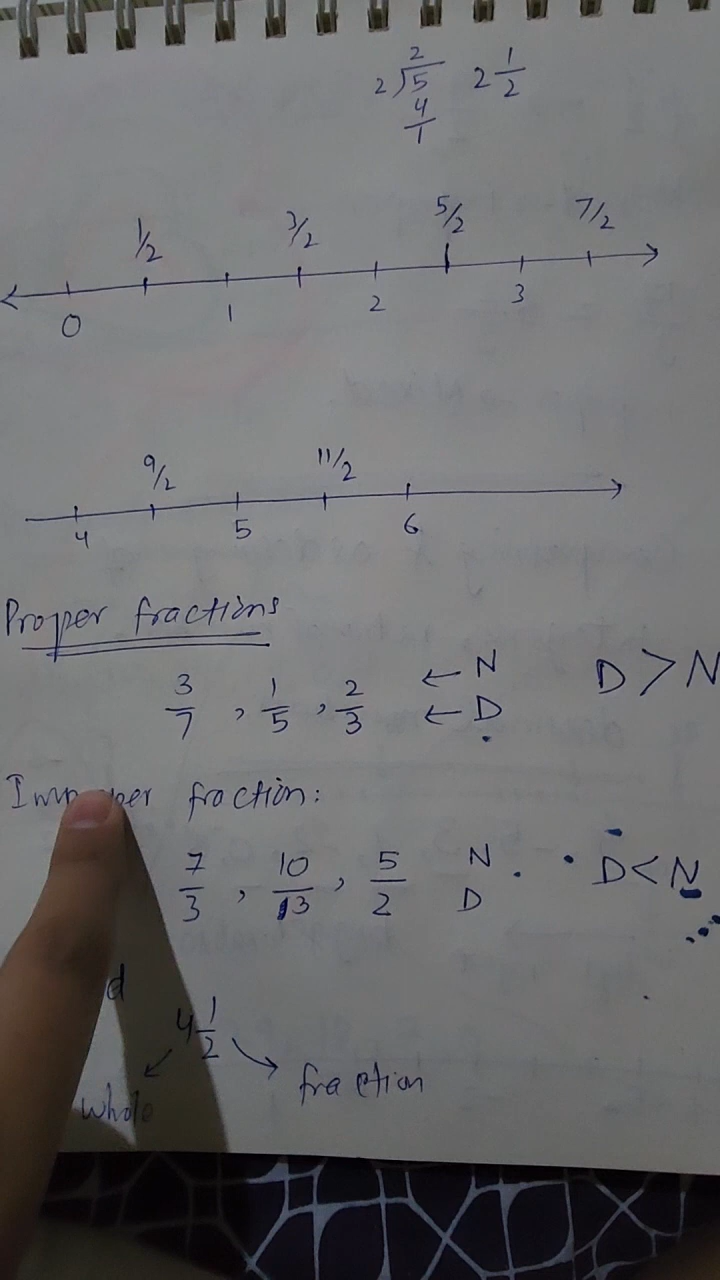 2
2)5 2 1/2
4
1
1/2 3/2 5/2 7/2
0 1 2 3
9/2 11/2
4 5 6
Proper fractions
3/7 , 1/5 , 2/3 ← N ← D D > N
fraction:
7/3 , 10/3 , 5/2 N D D < N
4 1/2
whole fraction